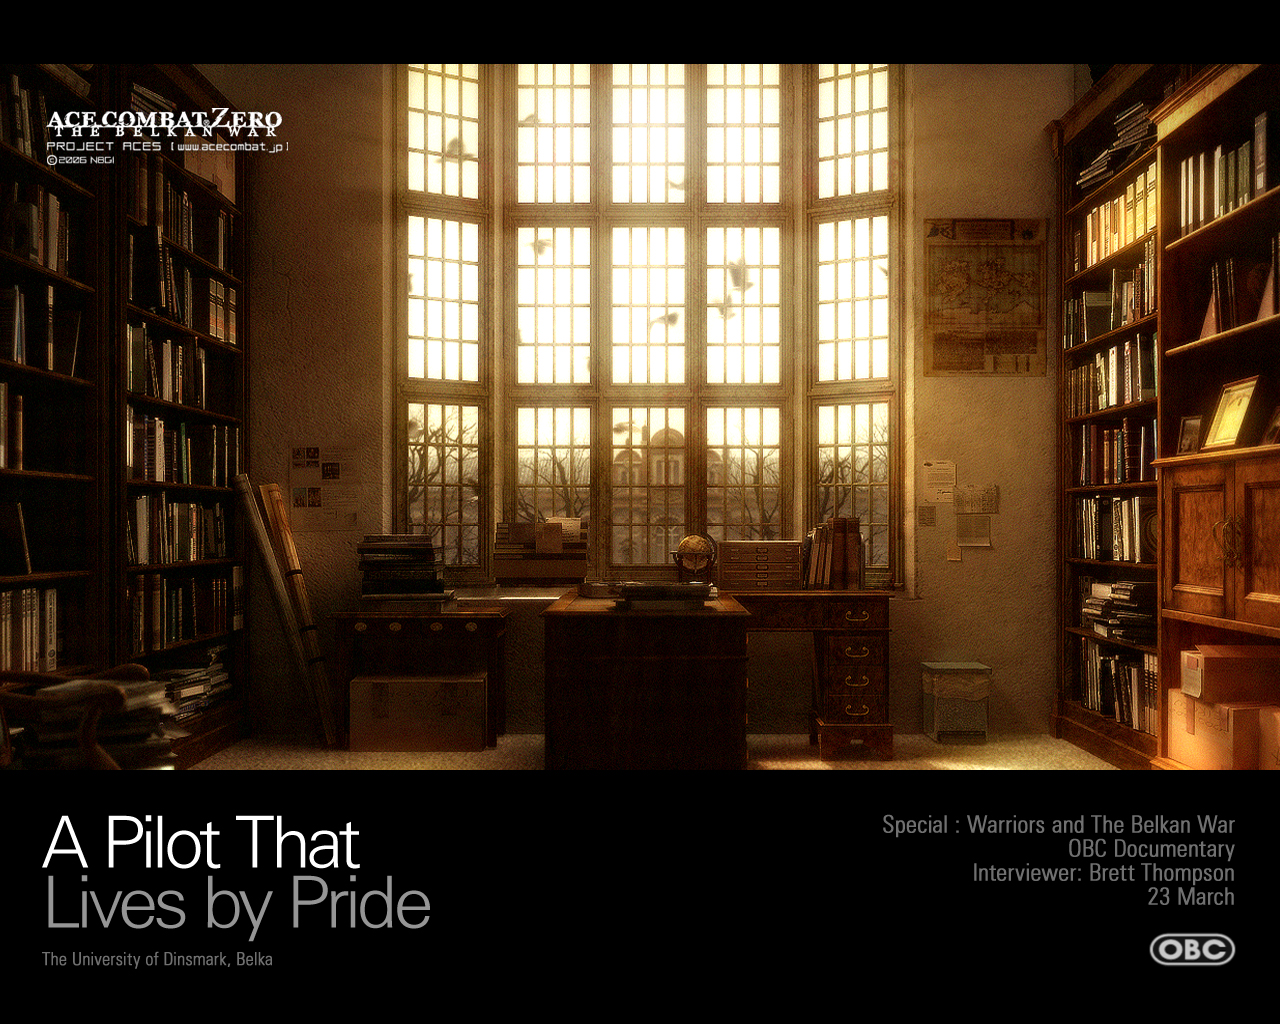 ACE COMBAT ZERO
THE BELKAN WAR
PROJECT ACES [www.acecombat.jp]
©2006 NBGI
A Pilot That
Lives by Pride
The University of Dinsmark, Belka
Special : Warriors and The Belkan War
OBC Documentary
Interviewer: Brett Thompson
23 March
OBC